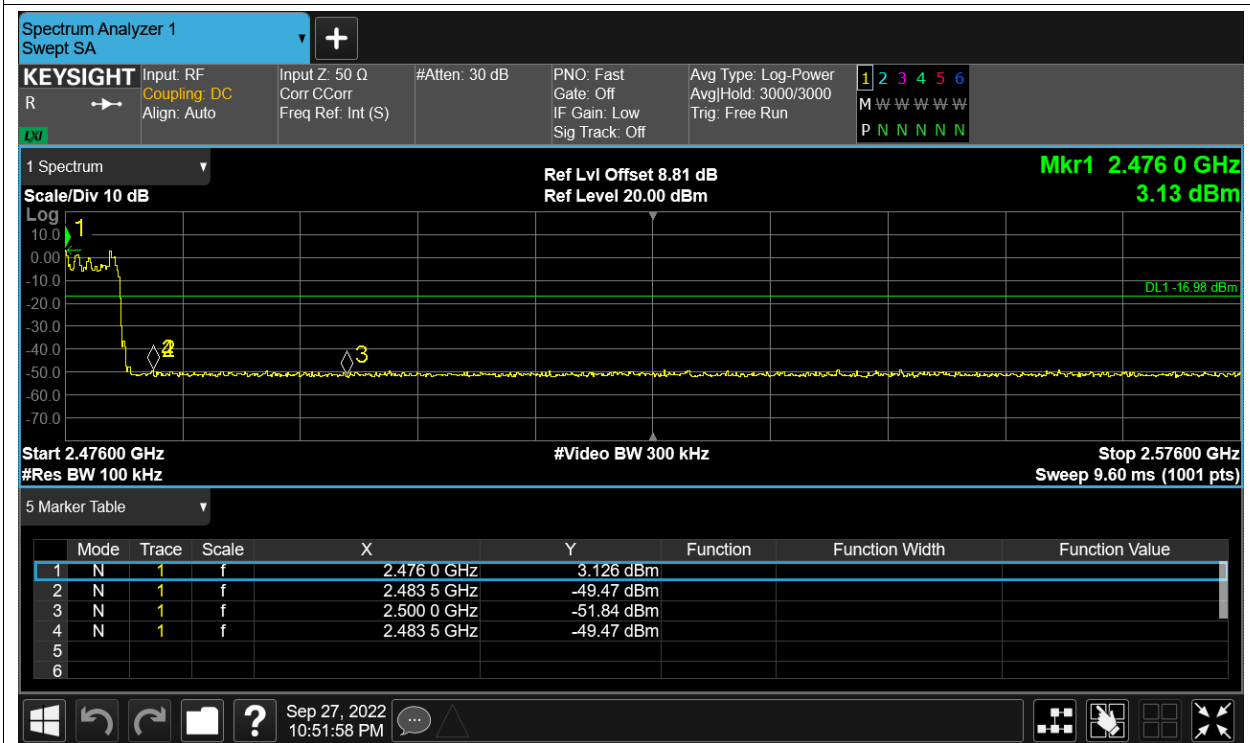 Spectrum Analyzer 1
Swept SA
KEYSIGHT Input: RF Input Z: 50 Ω #Atten: 30 dB PNO: Fast Avg Type: Log-Power 1 2 3 4 5 6
R Coupling: DC Corr CCorr Gate: Off Avg|Hold: 3000/3000 M W W W W W
Align: Auto Freq Ref: Int (S) IF Gain: Low Trig: Free Run
LXI Sig Track: Off P N N N N N
1 Spectrum Ref Lvl Offset 8.81 dB Mkr1 2.476 0 GHz
Scale/Div 10 dB Ref Level 20.00 dBm 3.13 dBm
Log
1
10.0
0.00
-10.0
DL1 -16.98 dBm
-20.0
-30.0
-40.0
3
-50.0
-60.0
-70.0
Start 2.47600 GHz #Video BW 300 kHz Stop 2.57600 GHz
#Res BW 100 kHz Sweep 9.60 ms (1001 pts)
5 Marker Table
Mode Trace Scale X Y Function Function Width Function Value
1 N 1 f 2.476 0 GHz 3.126 dBm
2 N 1 f 2.483 5 GHz -49.47 dBm
3 N 1 f 2.500 0 GHz -51.84 dBm
4 N 1 f 2.483 5 GHz -49.47 dBm
5
6
? Sep 27, 2022
10:51:58 PM